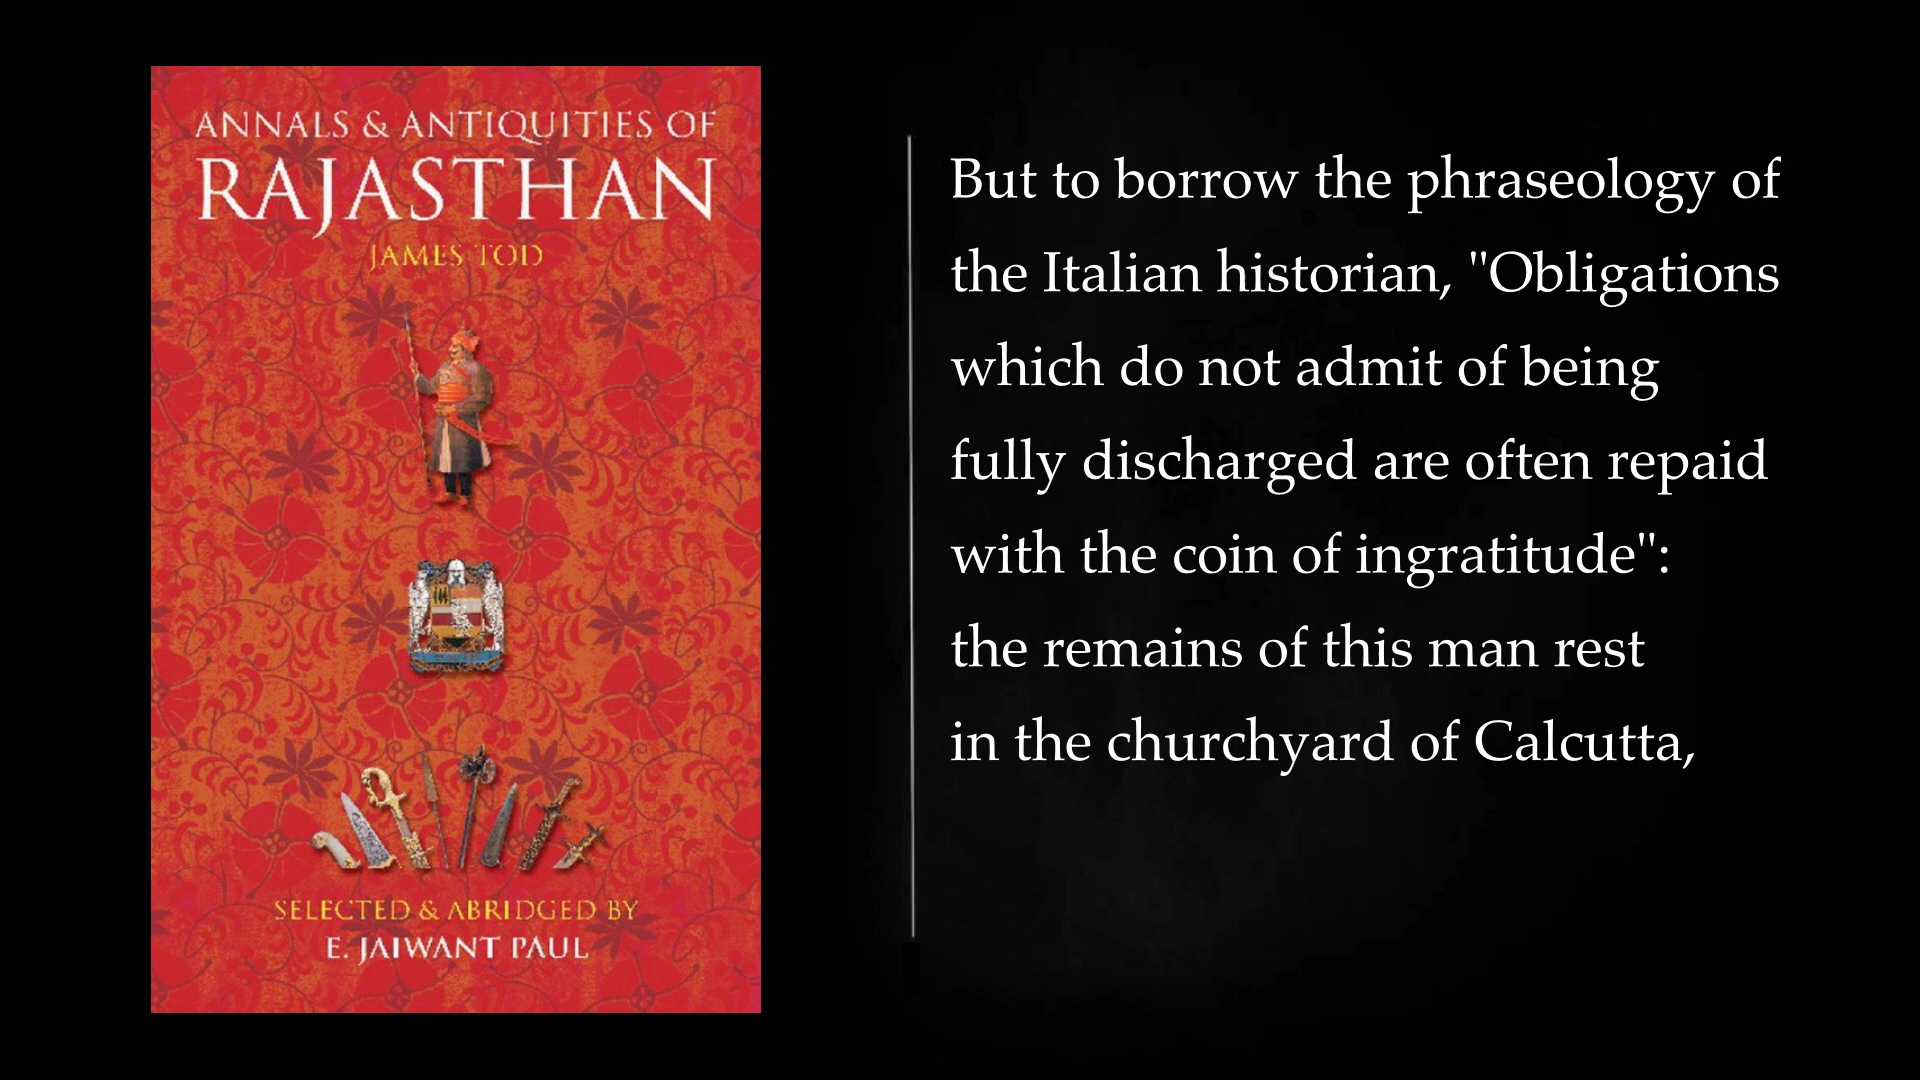 ANNALS & ANTIQUITIES OF
RAJASTHAN
JAMES TOD
SELECTED & ABRIDGED BY
E. JAIWANT PAUL
But to borrow the phraseology of
the Italian historian, "Obligations
which do not admit of being
fully discharged are often repaid
with the coin of ingratitude":
the remains of this man rest
in the churchyard of Calcutta,